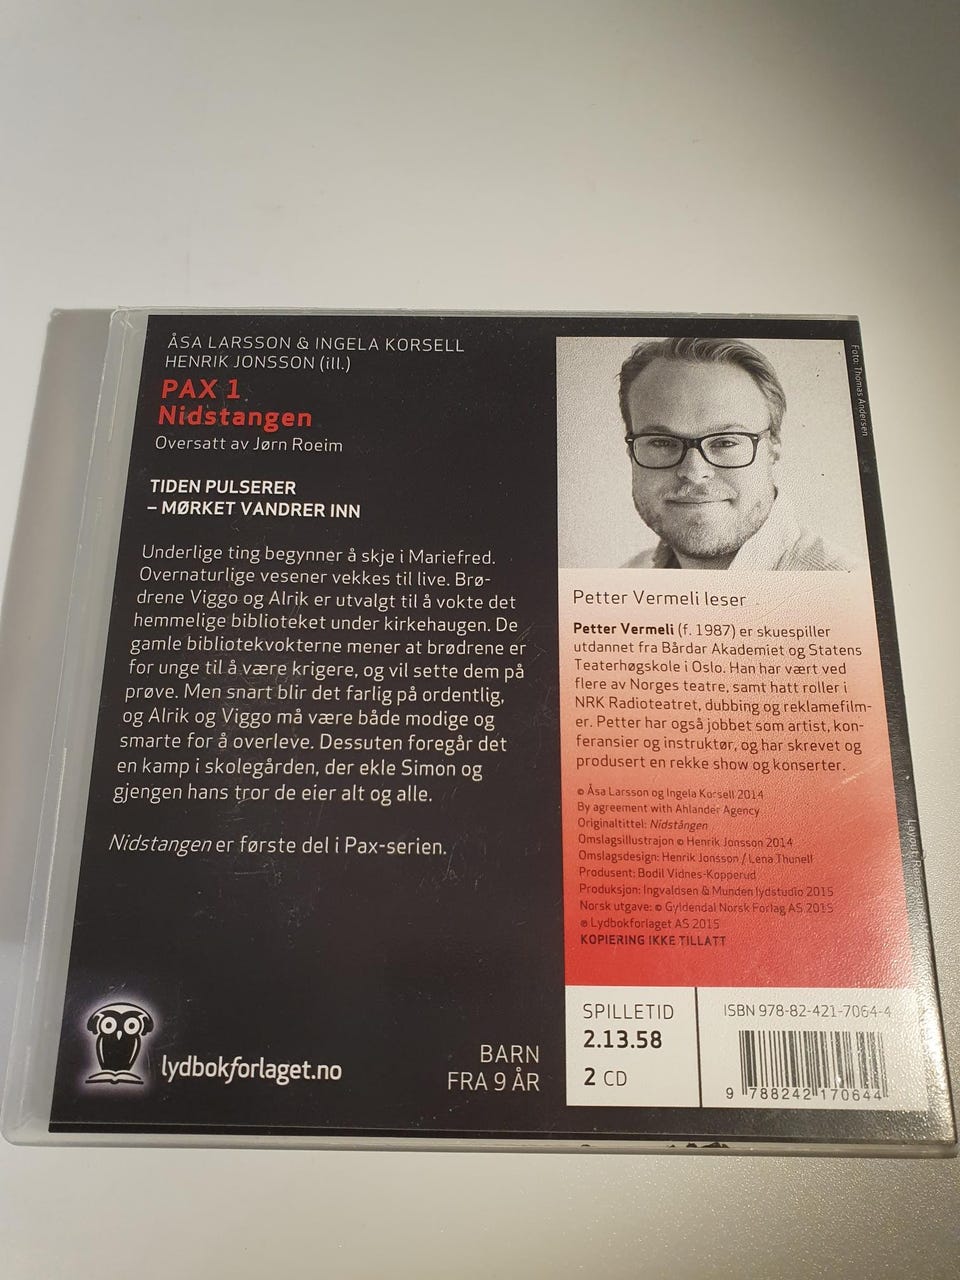 ÅSA LARSSON & INGELA KORSELL
HENRIK JONSSON (ill.)
PAX 1
Nidstangen
Oversatt av Jørn Roeim
TIDEN PULSERER
– MØRKET VANDRER INN
Underlige ting begynner å skje i Mariefred.
Overnaturlige vesener vekkes til live. Brø-
drene Viggo og Alrik er utvalgt til å vokte det
hemmelige biblioteket under kirkehaugen. De
gamle bibliotekvokterne mener at brødrene er
for unge til å være krigere, og vil sette dem på
prøve. Men snart blir det farlig på ordentlig,
og Alrik og Viggo må være både modige og
smarte for å overleve. Dessuten foregår det
en kamp i skolegården, der ekle Simon og
gjengen hans tror de eier alt og alle.
Nidstangen er første del i Pax-serien.
lydbokforlaget.no
BARN
FRA 9 ÅR
Foto: Thomas Andersen
Petter Vermeli leser
Petter Vermeli (f. 1987) er skuespiller
utdannet fra Bårdar Akademiet og Statens
Teaterhøgskole i Oslo. Han har vært ved
flere av Norges teatre, samt hatt roller i
NRK Radioteatret, dubbing og reklamefilm-
er. Petter har også jobbet som artist, kon-
feransier og instruktør, og har skrevet og
produsert en rekke show og konserter.
© Åsa Larsson og Ingela Korsell 2014
By agreement with Ahlander Agency
Originaltittel: Nidstången
Omslagsillustrajon © Henrik Jonsson 2014
Omslagsdesign: Henrik Jonsson / Lena Thunell
Produsent: Bodil Vidnes-Kopperud
Produksjon: Ingvaldsen & Munden lydstudio 2015
Norsk utgave: © Gyldendal Norsk Forlag AS 2015
℗ Lydbokforlaget AS 2015
KOPIERING IKKE TILLATT
Layout:
SPILLETID
2.13.58
2 CD
ISBN 978-82-421-7064-4
9 788242 170644